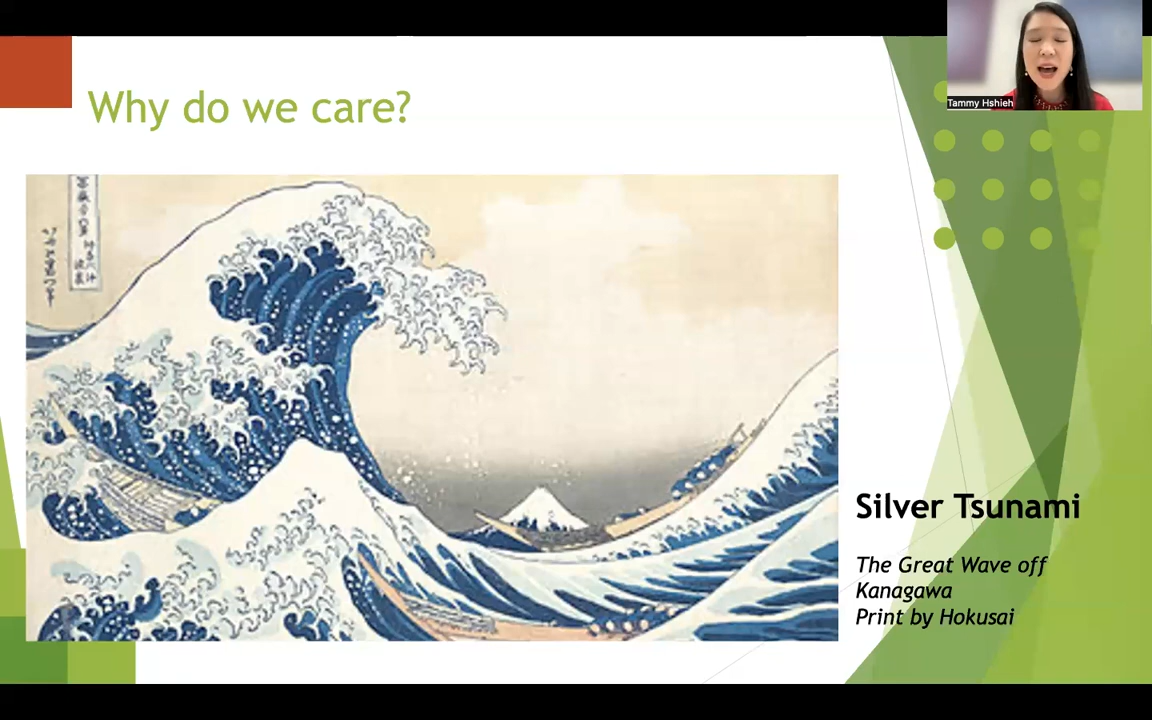 Tammy Hshieh
Why do we care?
Silver Tsunami
The Great Wave off
Kanagawa
Print by Hokusai